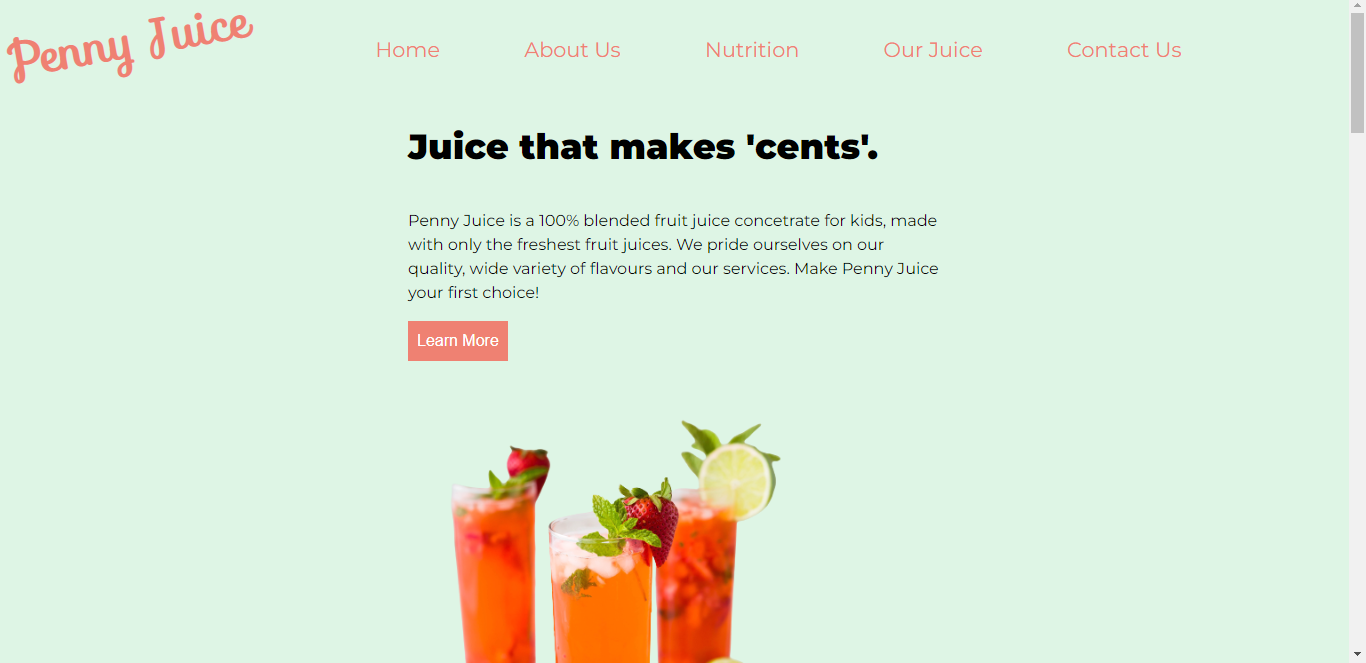 Penny Juice
Home About Us Nutrition Our Juice Contact Us
Juice that makes 'cents'.
Penny Juice is a 100% blended fruit juice concetrate for kids, made
with only the freshest fruit juices. We pride ourselves on our
quality, wide variety of flavours and our services. Make Penny Juice
your first choice!
Learn More